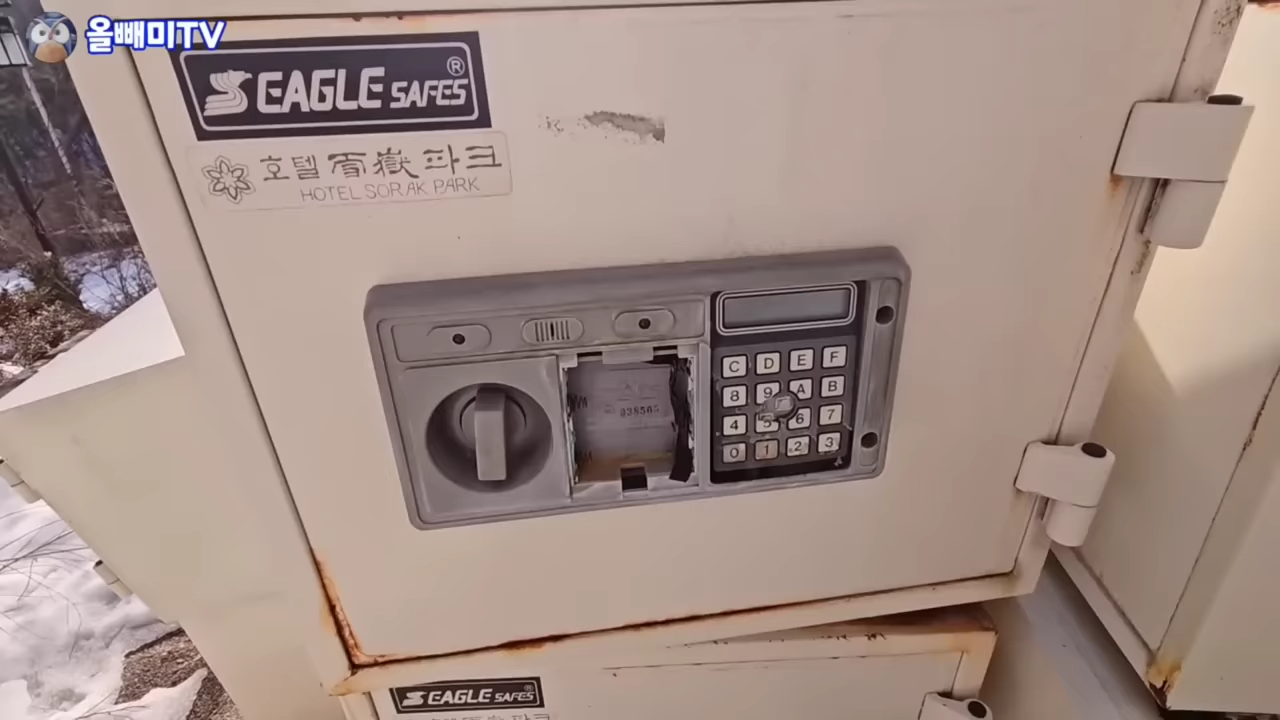 올빼미TV
EAGLE SAFES®
호텔 雪嶽 파크
HOTEL SORAK PARK
C D E F
8 9 A B
4 5 6 7
0 1 2 3
EAGLE SAFES®